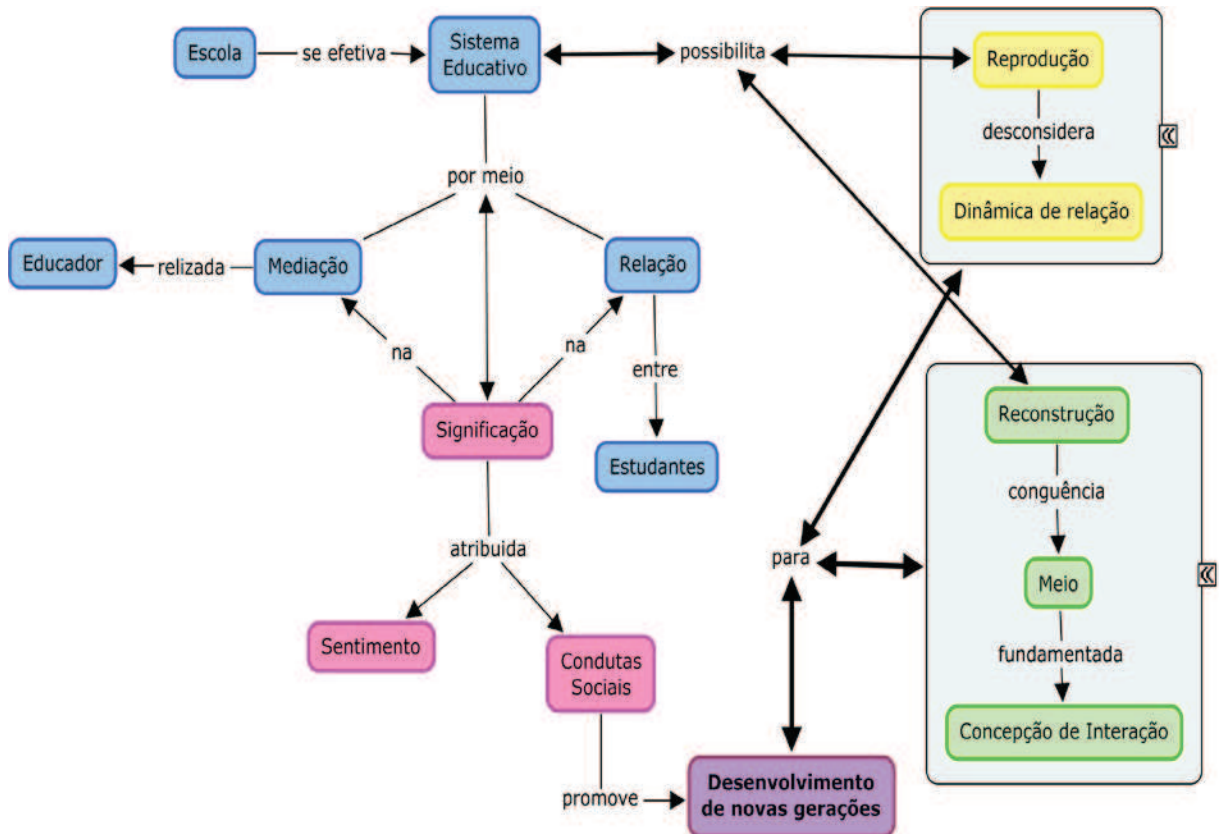 Escola
se efetiva
Sistema
Educativo
possibilita
Reprodução
desconsidera
Dinâmica de relação
por meio
Educador
relizada
Mediação
Relação
na
na
entre
Significação
Estudantes
Reconstrução
conguência
Meio
fundamentada
Concepção de Interação
atribuida
para
Sentimento
Condutas
Sociais
promove
Desenvolvimento
de novas gerações